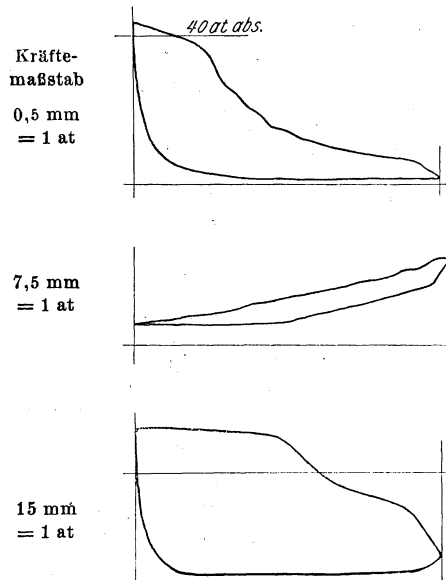 40 at abs.
Kräfte-
maßstab
0,5 mm
= 1 at
7,5 mm
= 1 at
15 mm
= 1 at